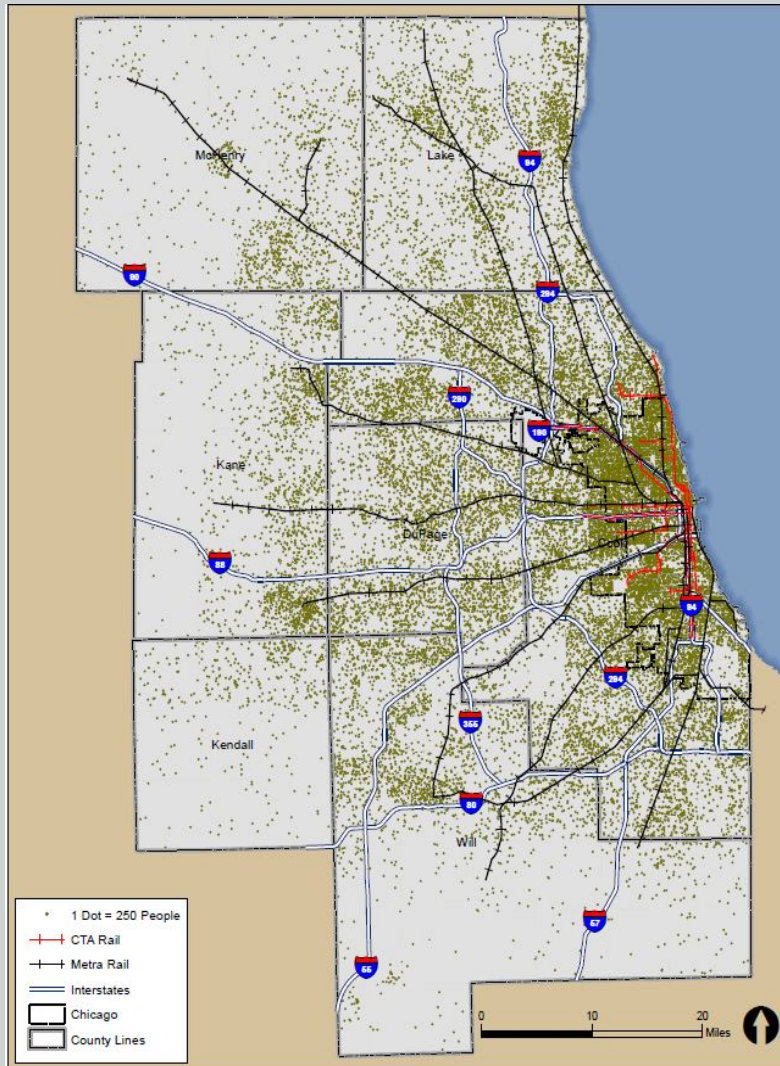 McHenry
Lake
94
90
294
290
190
Kane
DuPage
88
94
294
Kendall
355
80
Will
57
55
1 Dot = 250 People
CTA Rail
Metra Rail
Interstates
Chicago
County Lines
0 10 20
Miles